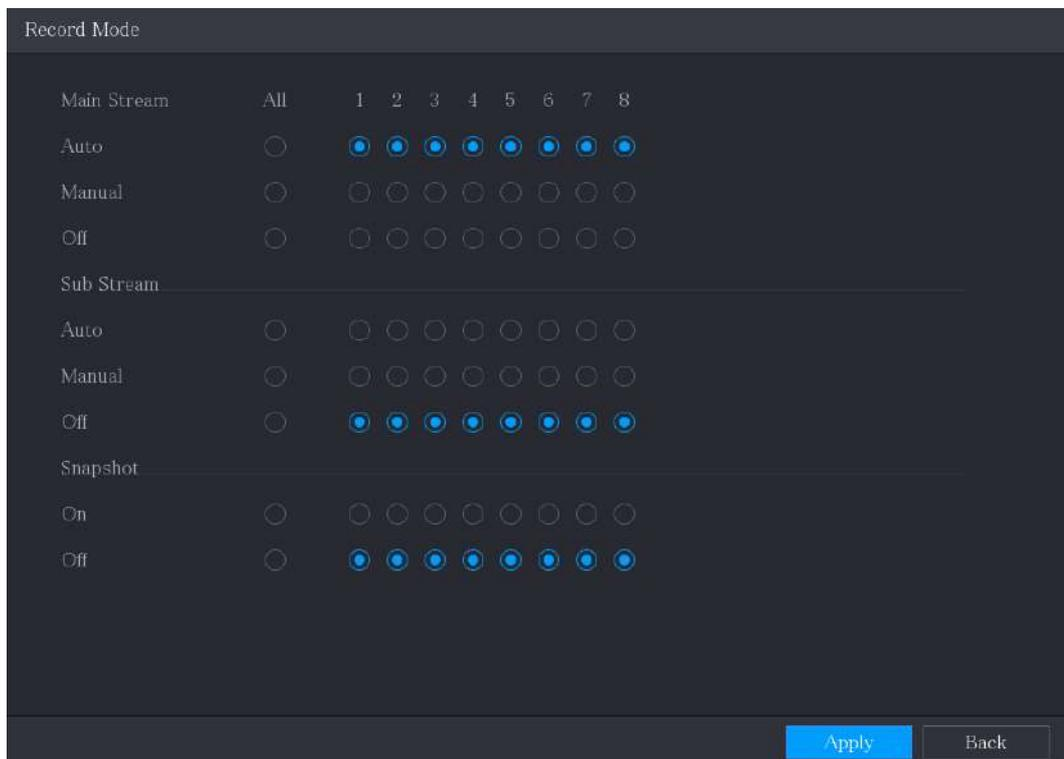 Record Mode
Main Stream All 1 2 3 4 5 6 7 8
Auto
Manual
Off
Sub Stream
Auto
Manual
Off
Snapshot
On
Off
Apply Back